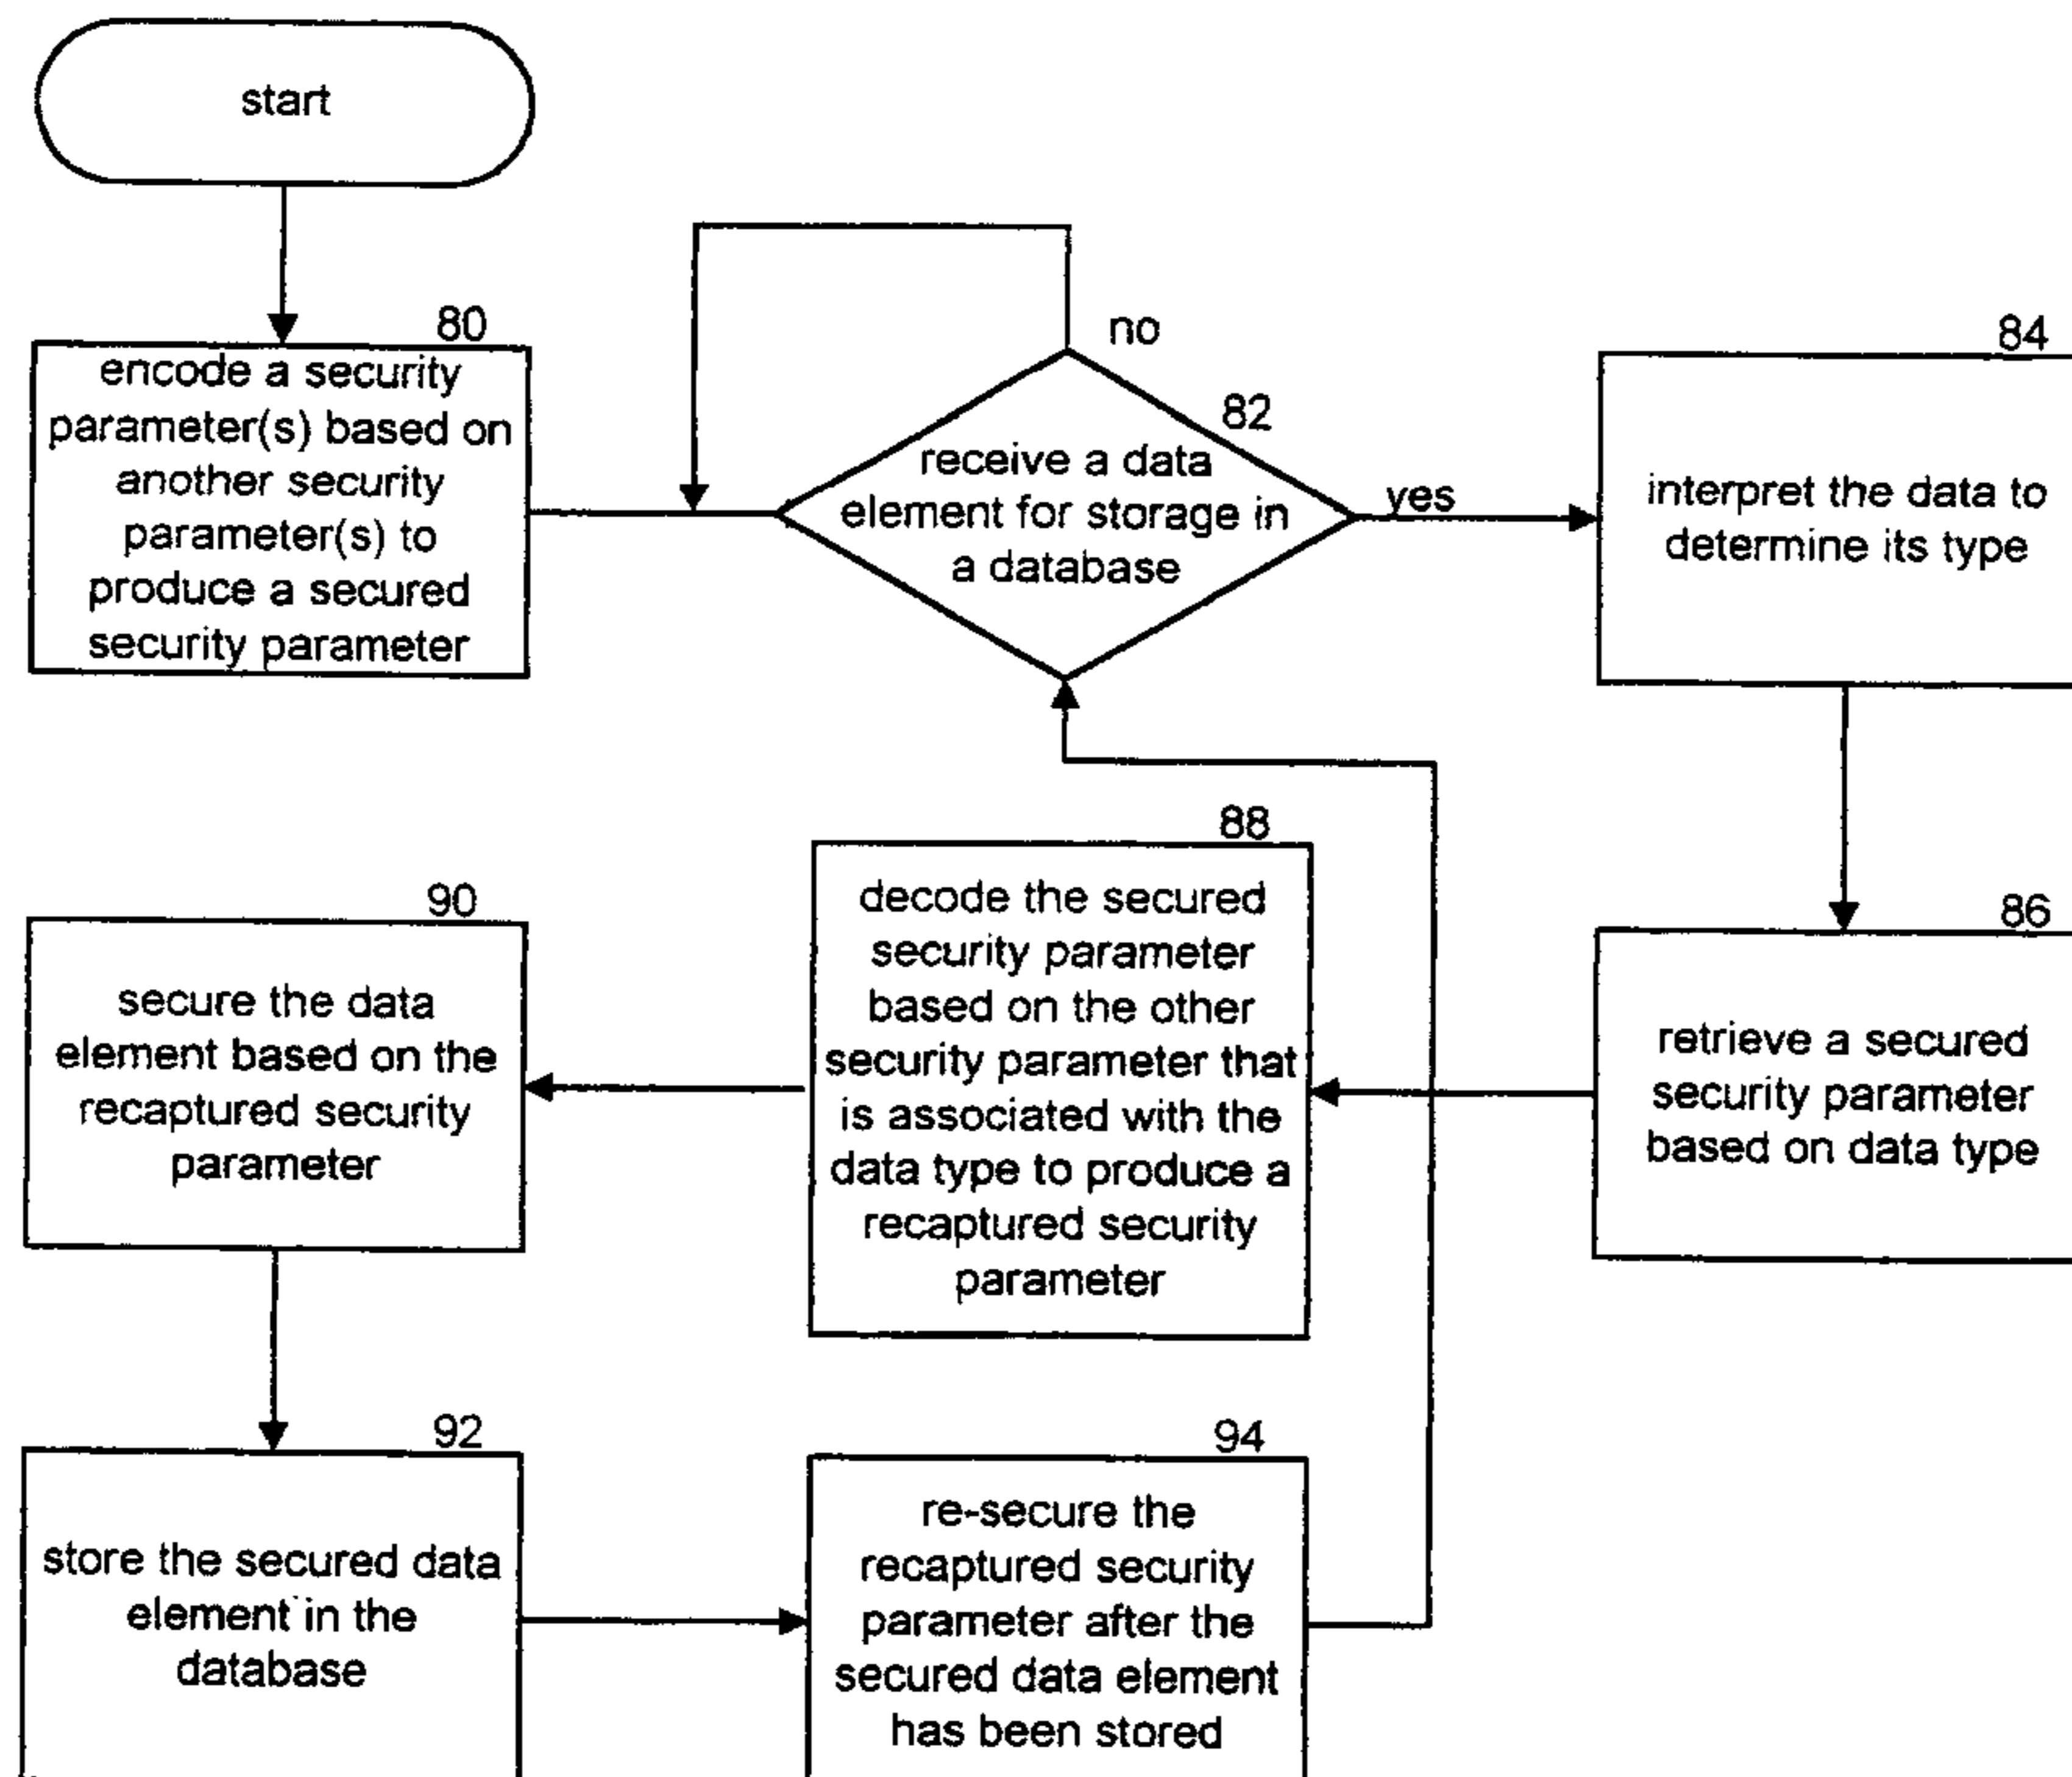 start
80
encode a security
parameter(s) based on
another security
parameter(s) to
produce a secured
security parameter
no
82
receive a data
element for storage in
a database
yes
84
interpret the data to
determine its type
86
retrieve a secured
security parameter
based on data type
88
decode the secured
security parameter
based on the other
security parameter that
is associated with the
data type to produce a
recaptured security
parameter
90
secure the data
element based on the
recaptured security
parameter
92
store the secured data
element in the
database
94
re-secure the
recaptured security
parameter after the
secured data element
has been stored